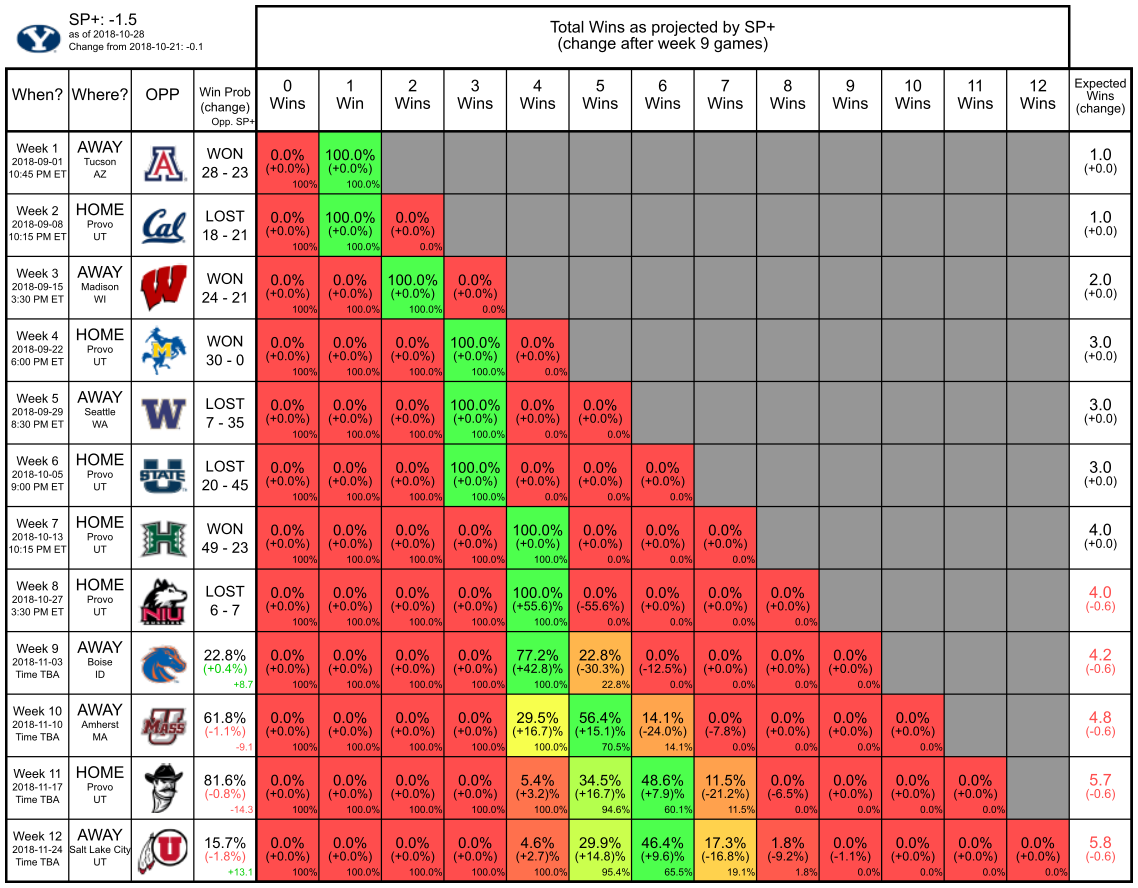 SP+: -1.5
as of 2018-10-28
Change from 2018-10-21: -0.1
Total Wins as projected by SP+
(change after week 9 games)
When? Where? OPP Win Prob (change) Opp. SP+ 0 Wins 1 Win 2 Wins 3 Wins 4 Wins 5 Wins 6 Wins 7 Wins 8 Wins 9 Wins 10 Wins 11 Wins 12 Wins Expected Wins (change)
Week 1 AWAY WON 0.0% 100.0% 1.0
2018-09-01 Tucson A (+0.0%) (+0.0%) (+0.0)
10:45 PM ET AZ 28 - 23 100% 100.0%
Week 2 HOME LOST 0.0% 100.0% 0.0% 1.0
2018-09-08 Provo Cal (+0.0%) (+0.0%) (+0.0%) (+0.0)
10:15 PM ET UT 18 - 21 100% 100.0% 0.0%
Week 3 AWAY WON 0.0% 0.0% 100.0% 0.0% 2.0
2018-09-15 Madison W (+0.0%) (+0.0%) (+0.0%) (+0.0%) (+0.0)
3:30 PM ET WI 24 - 21 100% 100.0% 100.0% 0.0%
Week 4 HOME WON 0.0% 0.0% 0.0% 100.0% 0.0% 3.0
2018-09-22 Provo M (+0.0%) (+0.0%) (+0.0%) (+0.0%) (+0.0%) (+0.0)
6:00 PM ET UT 30 - 0 100% 100.0% 100.0% 100.0% 0.0%
Week 5 AWAY LOST 0.0% 0.0% 0.0% 100.0% 0.0% 0.0% 3.0
2018-09-29 Seattle W (+0.0%) (+0.0%) (+0.0%) (+0.0%) (+0.0%) (+0.0%) (+0.0)
8:30 PM ET WA 7 - 35 100% 100.0% 100.0% 100.0% 0.0% 0.0%
Week 6 HOME LOST 0.0% 0.0% 0.0% 100.0% 0.0% 0.0% 0.0% 3.0
2018-10-05 Provo U STATE (+0.0%) (+0.0%) (+0.0%) (+0.0%) (+0.0%) (+0.0%) (+0.0%) (+0.0)
9:00 PM ET UT 20 - 45 100% 100.0% 100.0% 100.0% 0.0% 0.0% 0.0%
Week 7 HOME WON 0.0% 0.0% 0.0% 0.0% 100.0% 0.0% 0.0% 0.0% 4.0
2018-10-13 Provo H (+0.0%) (+0.0%) (+0.0%) (+0.0%) (+0.0%) (+0.0%) (+0.0%) (+0.0%) (+0.0)
10:15 PM ET UT 49 - 23 100% 100.0% 100.0% 100.0% 100.0% 0.0% 0.0% 0.0%
Week 8 HOME LOST 0.0% 0.0% 0.0% 0.0% 100.0% 0.0% 0.0% 0.0% 0.0% 4.0
2018-10-27 Provo NIU (+0.0%) (+0.0%) (+0.0%) (+0.0%) (+55.6)% (-55.6%) (+0.0%) (+0.0%) (+0.0%) (-0.6)
3:30 PM ET UT 6 - 7 100% 100.0% 100.0% 100.0% 100.0% 0.0% 0.0% 0.0% 0.0%
Week 9 AWAY 22.8% 0.0% 0.0% 0.0% 0.0% 77.2% 22.8% 0.0% 0.0% 0.0% 0.0% 4.2
2018-11-03 Boise (+0.4%) (+0.0%) (+0.0%) (+0.0%) (+0.0%) (+42.8)% (-30.3%) (-12.5%) (+0.0%) (+0.0%) (+0.0%) (-0.6)
Time TBA ID +8.7 100% 100.0% 100.0% 100.0% 100.0% 22.8% 0.0% 0.0% 0.0% 0.0%
Week 10 AWAY 61.8% 0.0% 0.0% 0.0% 0.0% 29.5% 56.4% 14.1% 0.0% 0.0% 0.0% 0.0% 4.8
2018-11-10 Amherst U MASS (-1.1%) (+0.0%) (+0.0%) (+0.0%) (+0.0%) (+16.7)% (+15.1%) (-24.0%) (-7.8%) (+0.0%) (+0.0%) (+0.0%) (-0.6)
Time TBA MA -9.1 100% 100.0% 100.0% 100.0% 100.0% 70.5% 14.1% 0.0% 0.0% 0.0% 0.0%
Week 11 HOME 81.6% 0.0% 0.0% 0.0% 0.0% 5.4% 34.5% 48.6% 11.5% 0.0% 0.0% 0.0% 0.0% 5.7
2018-11-17 Provo (-0.8%) (+0.0%) (+0.0%) (+0.0%) (+0.0%) (+3.2)% (+16.7%) (+7.9%) (-21.2%) (-6.5%) (+0.0%) (+0.0%) (+0.0%) (-0.6)
Time TBA UT -14.3 100% 100.0% 100.0% 100.0% 100.0% 94.6% 60.1% 11.5% 0.0% 0.0% 0.0% 0.0%
Week 12 AWAY 15.7% 0.0% 0.0% 0.0% 0.0% 4.6% 29.9% 46.4% 17.3% 1.8% 0.0% 0.0% 0.0% 0.0% 5.8
2018-11-24 Salt Lake City U (-1.8%) (+0.0%) (+0.0%) (+0.0%) (+0.0%) (+2.7)% (+14.8%) (+9.6%) (-16.8%) (-9.2%) (-1.1%) (+0.0%) (+0.0%) (+0.0%) (-0.6)
Time TBA UT +13.1 100% 100.0% 100.0% 100.0% 100.0% 95.4% 65.5% 19.1% 1.8% 0.0% 0.0% 0.0% 0.0%